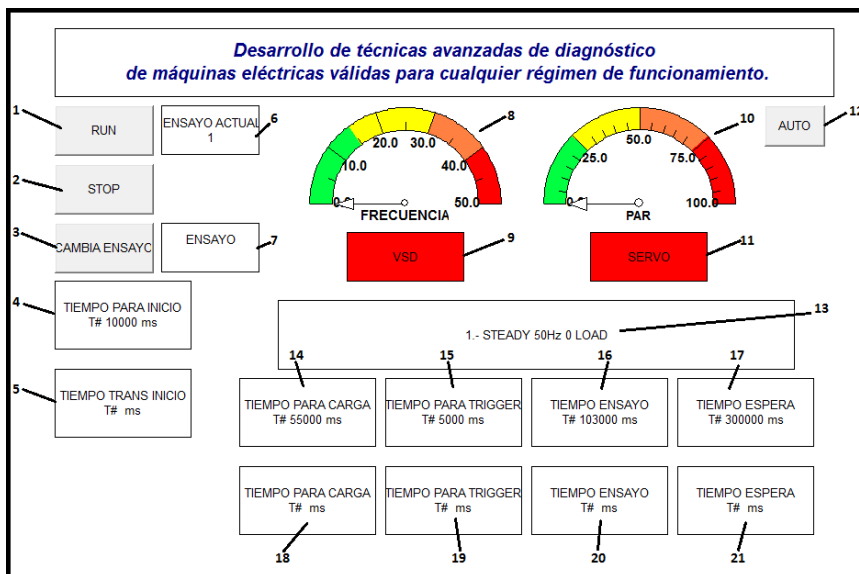 Desarrollo de técnicas avanzadas de diagnóstico
de máquinas eléctricas válidas para cualquier régimen de funcionamiento.
1
RUN
ENSAYO ACTUAL
1
6
8
10
AUTO
12
2
STOP
0.0
10.0
20.0
30.0
40.0
50.0
FRECUENCIA
0.0
25.0
50.0
75.0
100.0
PAR
3
CAMBIA ENSAYO
ENSAYO
7
VSD
9
SERVO
11
4
TIEMPO PARA INICIO
T# 10000 ms
13
1.- STEADY 50Hz 0 LOAD
5
TIEMPO TRANS INICIO
T# ms
14
15
16
17
TIEMPO PARA CARGA
T# 55000 ms
TIEMPO PARA TRIGGER
T# 5000 ms
TIEMPO ENSAYO
T# 103000 ms
TIEMPO ESPERA
T# 300000 ms
TIEMPO PARA CARGA
T# ms
TIEMPO PARA TRIGGER
T# ms
TIEMPO ENSAYO
T# ms
TIEMPO ESPERA
T# ms
18
19
20
21